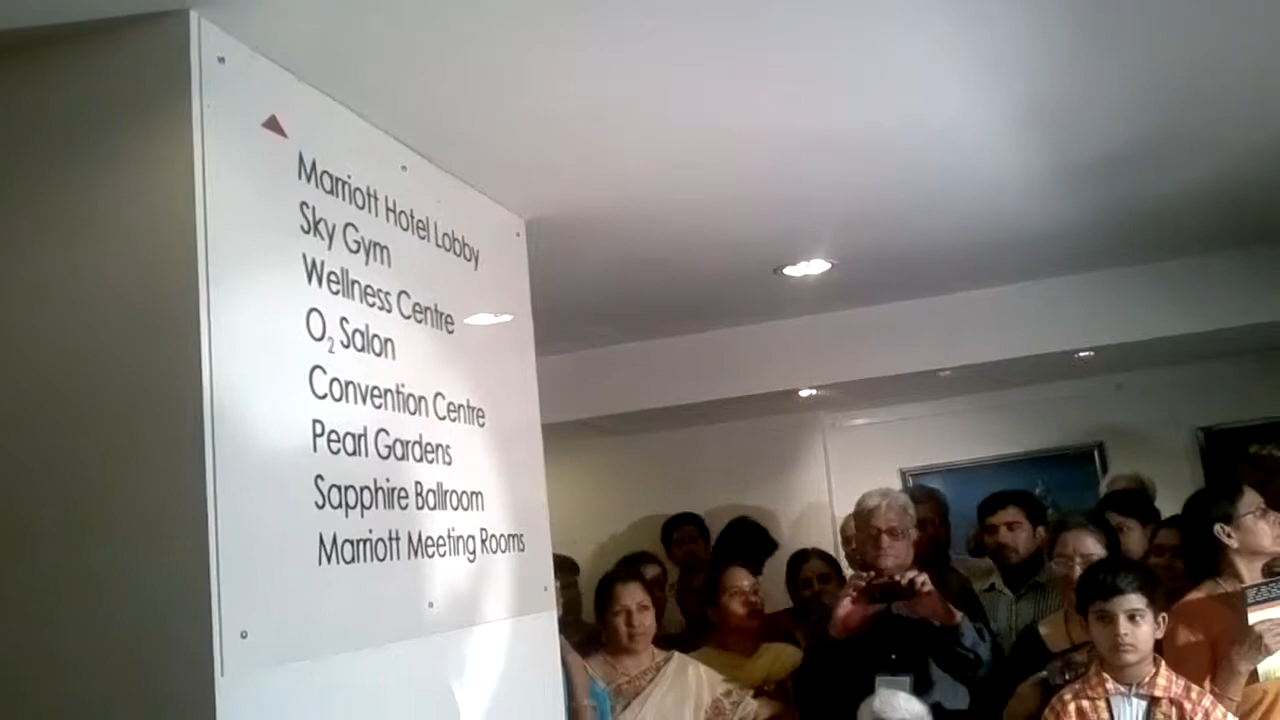 Marriott Hotel Lobby
Sky Gym
Wellness Centre
O₂ Salon
Convention Centre
Pearl Gardens
Sapphire Ballroom
Marriott Meeting Rooms